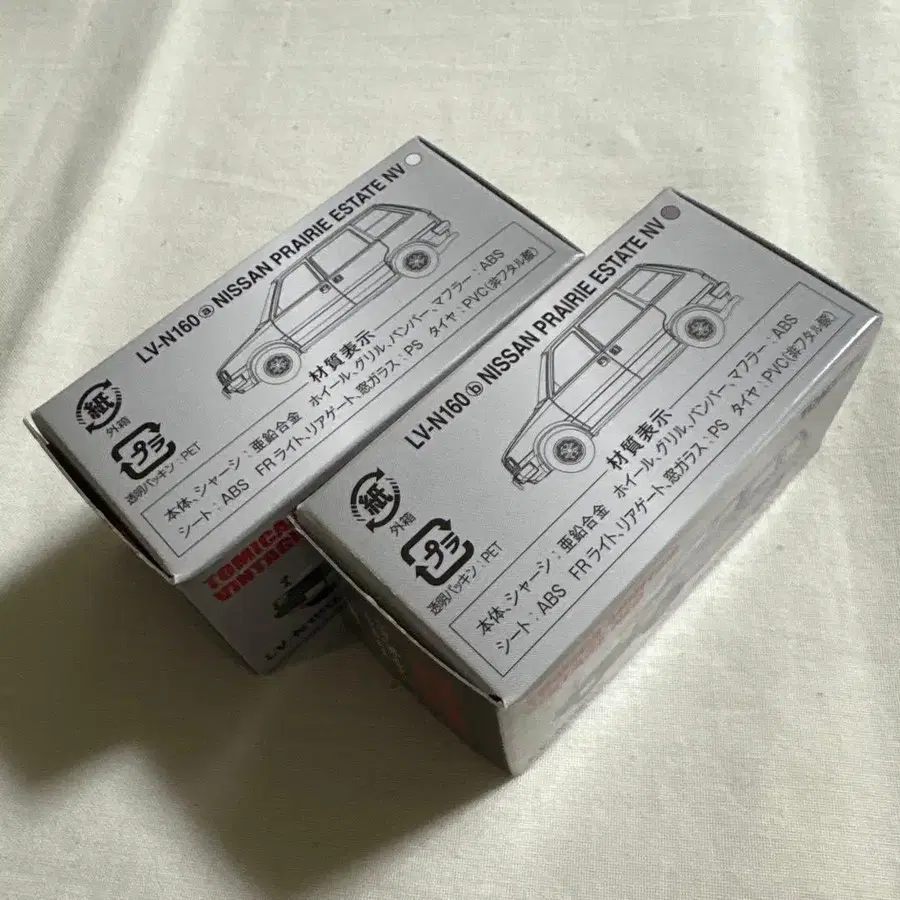 LV-N160 ⓐ NISSAN PRAIRIE ESTATE NV
紙
外箱
プラ
透明パッキン:PET
材質表示
本体、シャーシ:亜鉛合金 ホイール、グリル、バンパー、マフラー:ABS
シート:ABS FRライト、リアゲート、窓ガラス:PS タイヤ:PVC(非フタル酸)
TOMICA
VINTAGE
LV-N160
LV-N160 ⓑ NISSAN PRAIRIE ESTATE NV
紙
外箱
プラ
透明パッキン:PET
材質表示
本体、シャーシ:亜鉛合金 ホイール、グリル、バンパー、マフラー:ABS
シート:ABS FRライト、リアゲート、窓ガラス:PS タイヤ:PVC(非フタル酸)